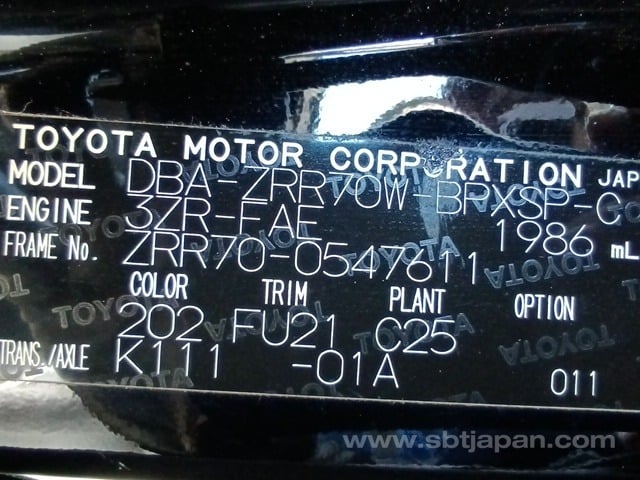 TOYOTA MOTOR CORPORATION JAP
MODEL DBA-ZRR70W-BRXSP-G
ENGINE 3ZR-FAE 1986 mL
FRAME No. ZRR70-0547611
COLOR TRIM PLANT OPTION
202 FU21 C25
TRANS./AXLE K111 -01A 011
www.sbtjapan.com